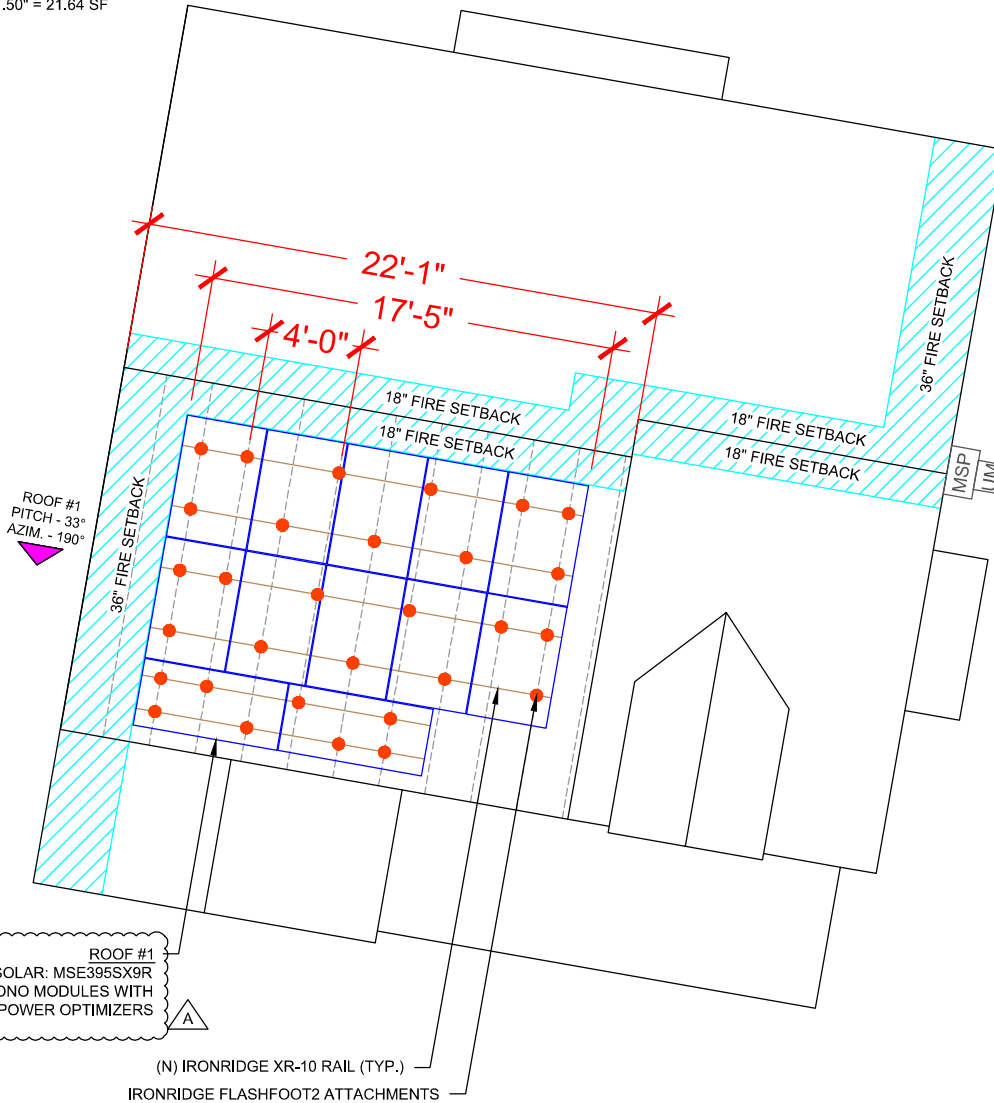 .50" = 21.64 SF
22'-1"
17'-5"
4'-0"
36" FIRE SETBACK
18" FIRE SETBACK
18" FIRE SETBACK
18" FIRE SETBACK
18" FIRE SETBACK
MSP
UM
ROOF #1
PITCH - 33°
AZIM. - 190°
36" FIRE SETBACK
ROOF #1
SOLAR: MSE395SX9R
ONO MODULES WITH
POWER OPTIMIZERS
A
(N) IRONRIDGE XR-10 RAIL (TYP.)
IRONRIDGE FLASHFOOT2 ATTACHMENTS